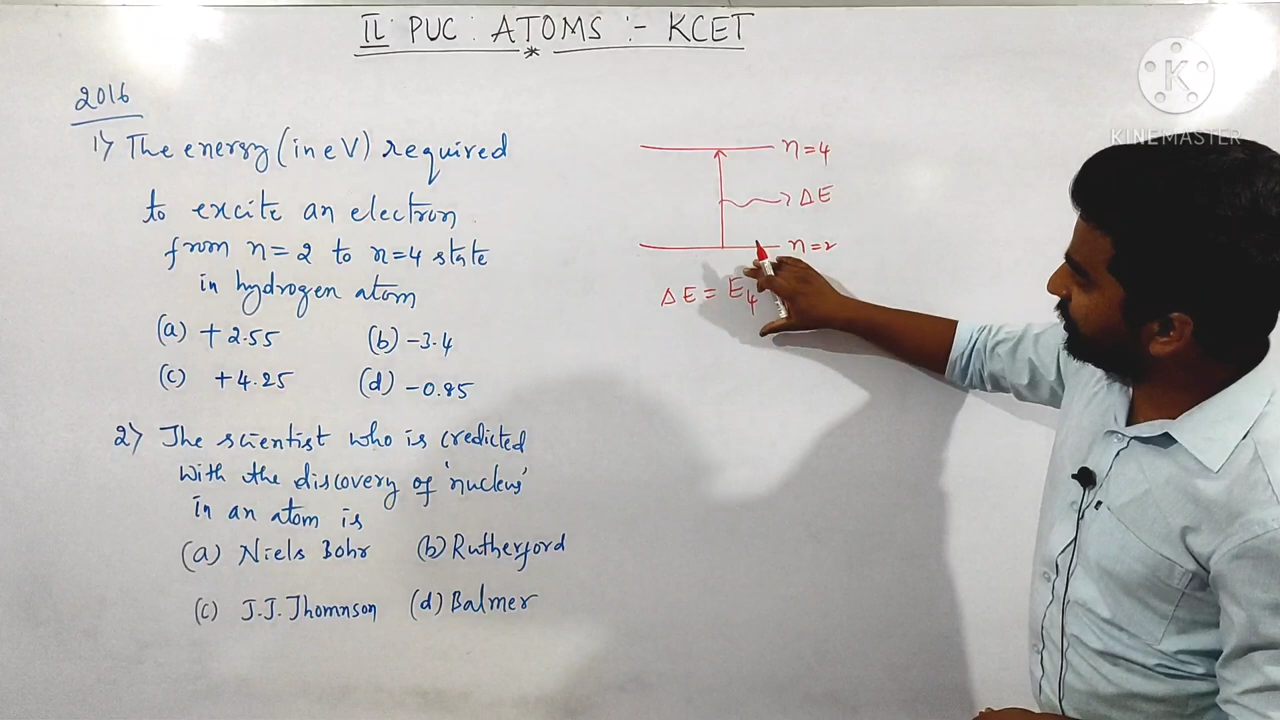 II PUC : ATOMS :- KCET
*
2016
1) The energy (in eV) required
to excite an electron
from n=2 to n=4 state
in hydrogen atom
(a) +2.55 (b) -3.4
(c) +4.25 (d) -0.85
2) The scientist who is credicted
with the discovery of 'nucleus'
in an atom is
(a) Niels Bohr (b) Rutherford
(c) J.J. Thomnson (d) Balmer
n=4
ΔE
n=2
ΔE = E₄
K
KINEMASTER